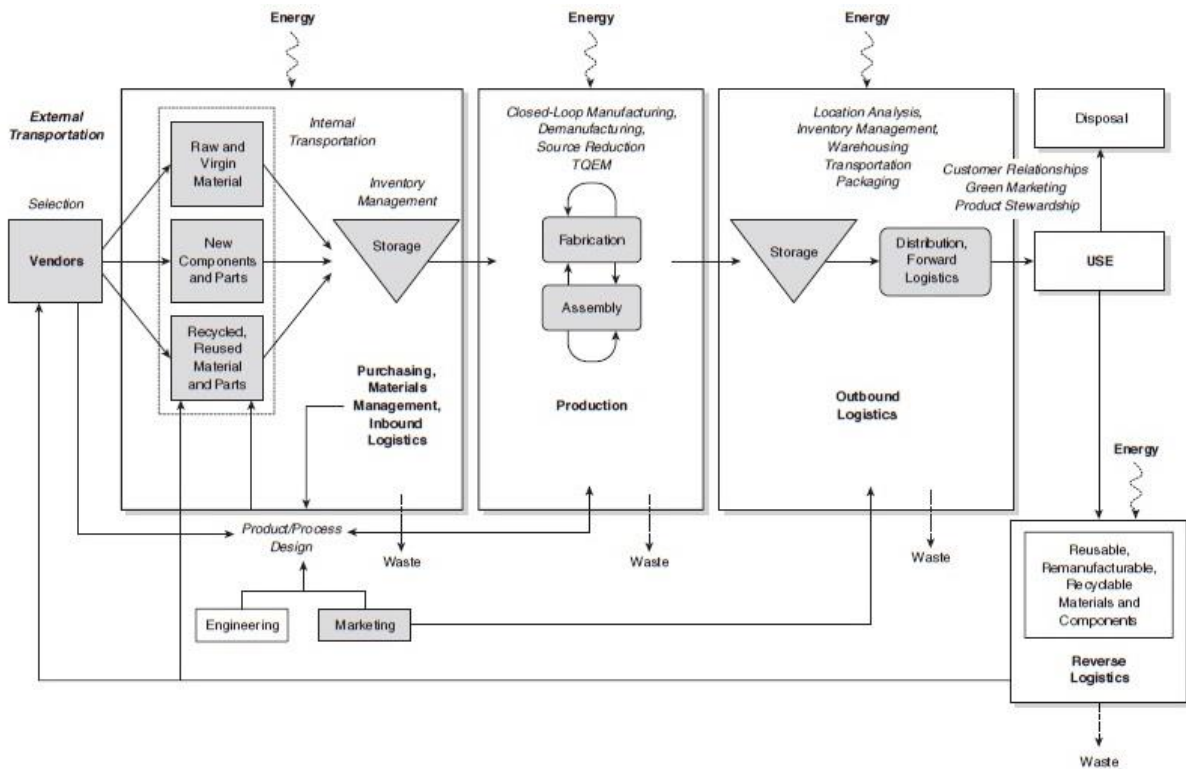 Energy
Energy
Energy
External
Transportation
Selection
Vendors
Raw and
Virgin
Material
New
Components
and Parts
Recycled,
Reused
Material
and Parts
Internal
Transportation
Inventory
Management
Storage
Purchasing,
Materials
Management,
Inbound
Logistics
Closed-Loop Manufacturing,
Demanufacturing,
Source Reduction
TQEM
Fabrication
Assembly
Production
Location Analysis,
Inventory Management,
Warehousing
Transportation
Packaging
Storage
Distribution,
Forward
Logistics
Outbound
Logistics
Customer Relationships
Green Marketing
Product Stewardship
Disposal
USE
Energy
Reusable,
Remanufacturable,
Recyclable
Materials and
Components
Reverse
Logistics
Waste
Product/Process
Design
Engineering
Marketing
Waste
Waste
Waste